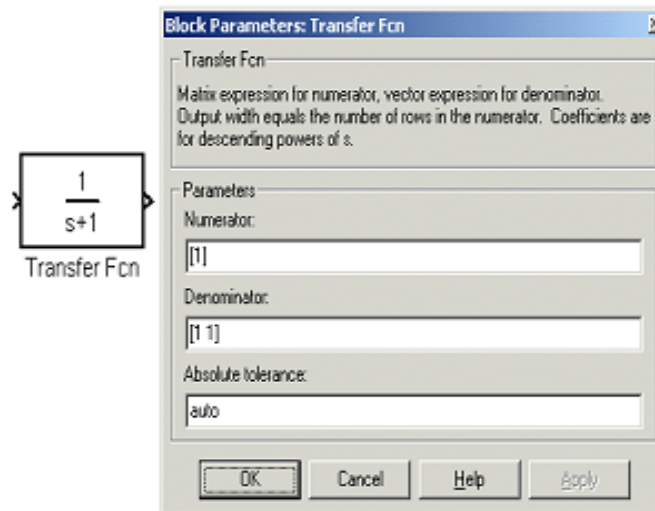 Block Parameters: Transfer Fcn
Transfer Fcn
Matrix expression for numerator, vector expression for denominator.
Output width equals the number of rows in the numerator. Coefficients are
for descending powers of s.
1
s+1
Transfer Fcn
Parameters
Numerator:
[1]
Denominator:
[1 1]
Absolute tolerance:
auto
OK
Cancel
Help
Apply